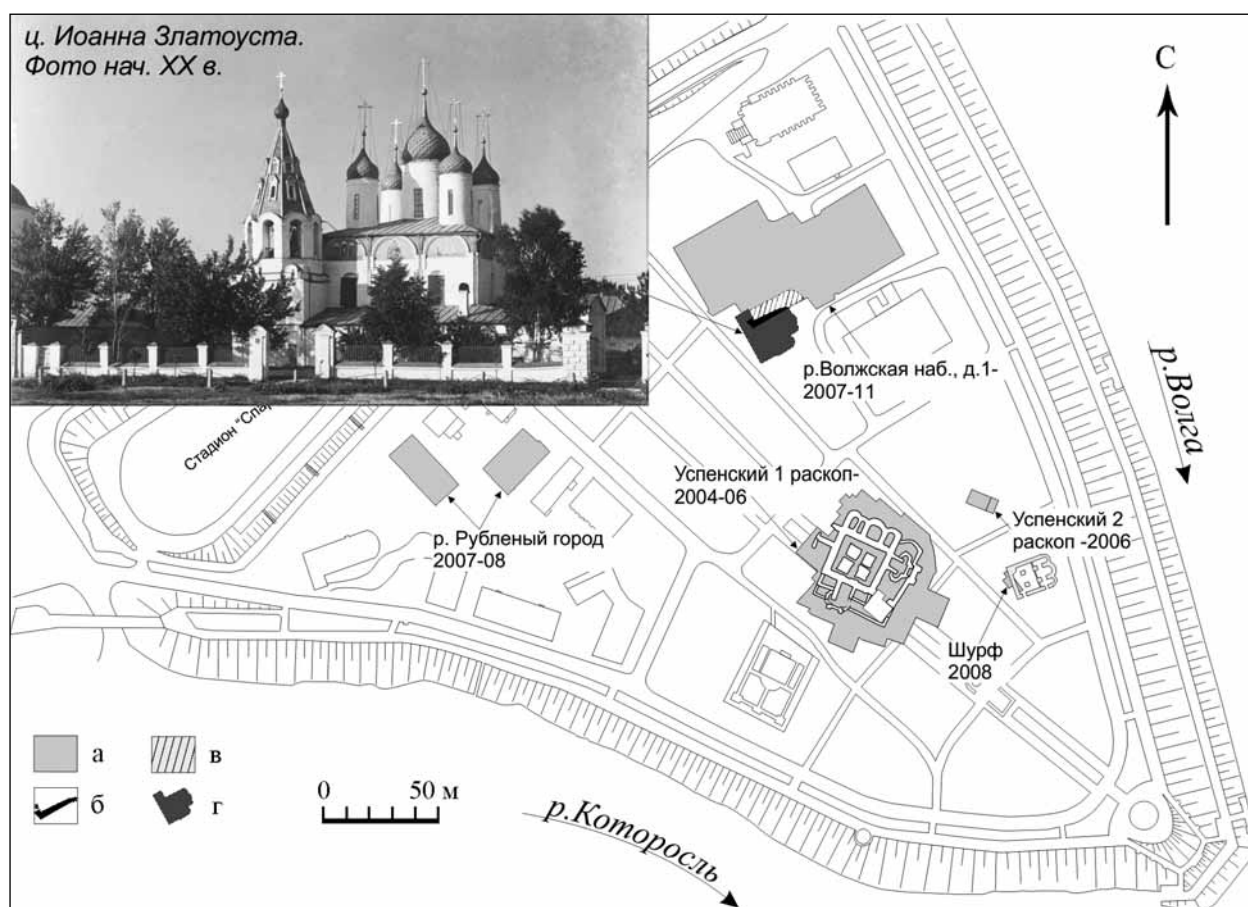 ц. Иоанна Златоуста.
Фото нач. XX в.
С
р.Волжская наб., д.1-
2007-11
р.Волга
Стадион "Спар
Успенский 1 раскоп-
2004-06
Успенский 2
раскоп -2006
р. Рубленый город
2007-08
Шурф
2008
а
в
б
г
0 50 м
р.Которосль